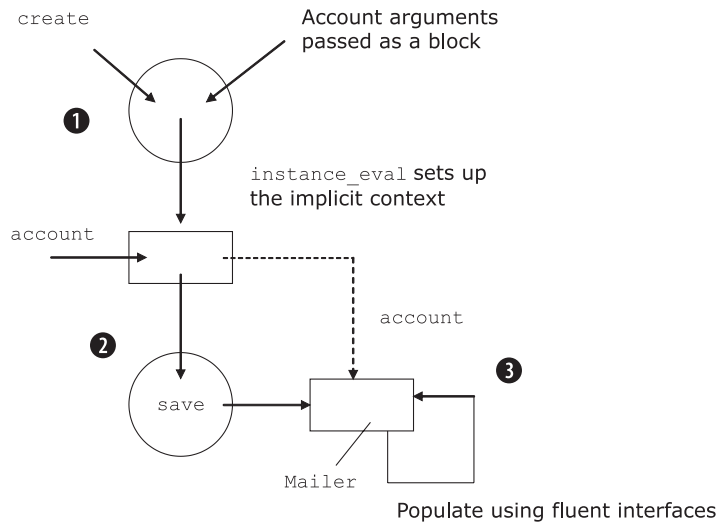 create
Account arguments
passed as a block
1
instance_eval sets up
the implicit context
account
account
2
3
save
Mailer
Populate using fluent interfaces